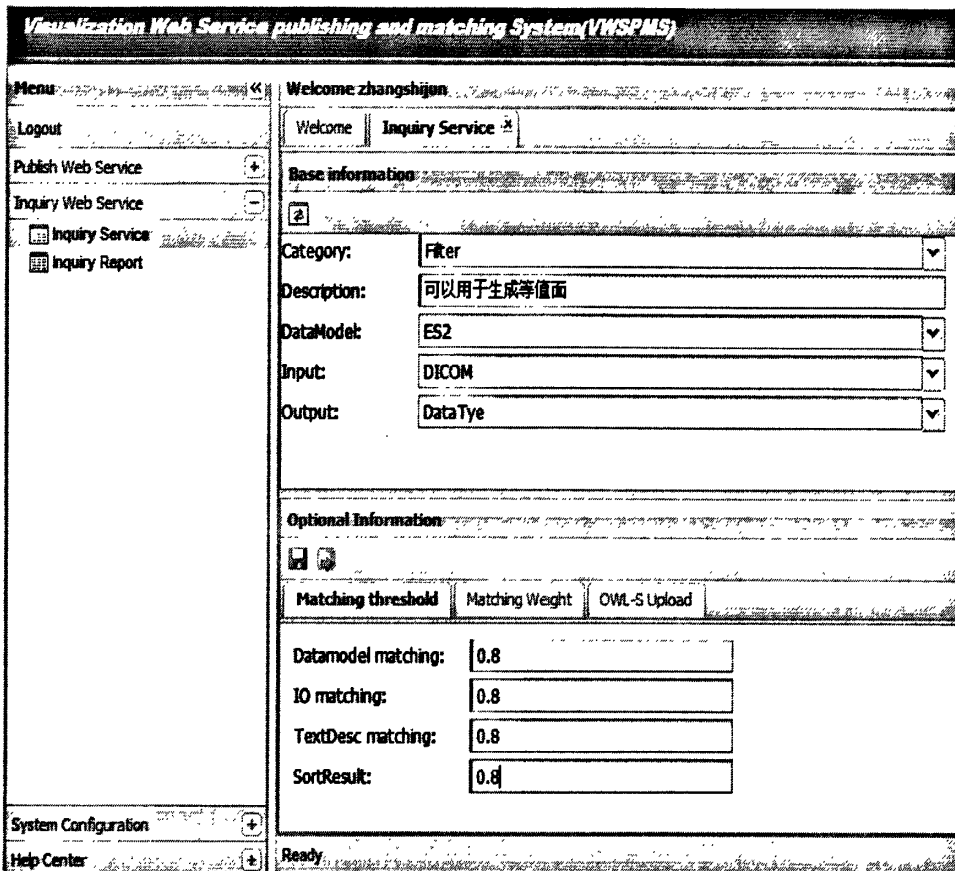 Visualization Web Service publishing and matching System(VWSPMS)
Menu
Logout
Publish Web Service
Inquiry Web Service
Inquiry Service
Inquiry Report
System Configuration
Help Center
Welcome zhangshijun
Welcome
Inquiry Service
Base information
Category: Filter
Description: 可以用于生成等值面
DataModel: ES2
Input: DICOM
Output: DataTye
Optional Information
Matching threshold
Matching Weight
OWL-S Upload
Datamodel matching: 0.8
IO matching: 0.8
TextDesc matching: 0.8
SortResult: 0.8
Ready